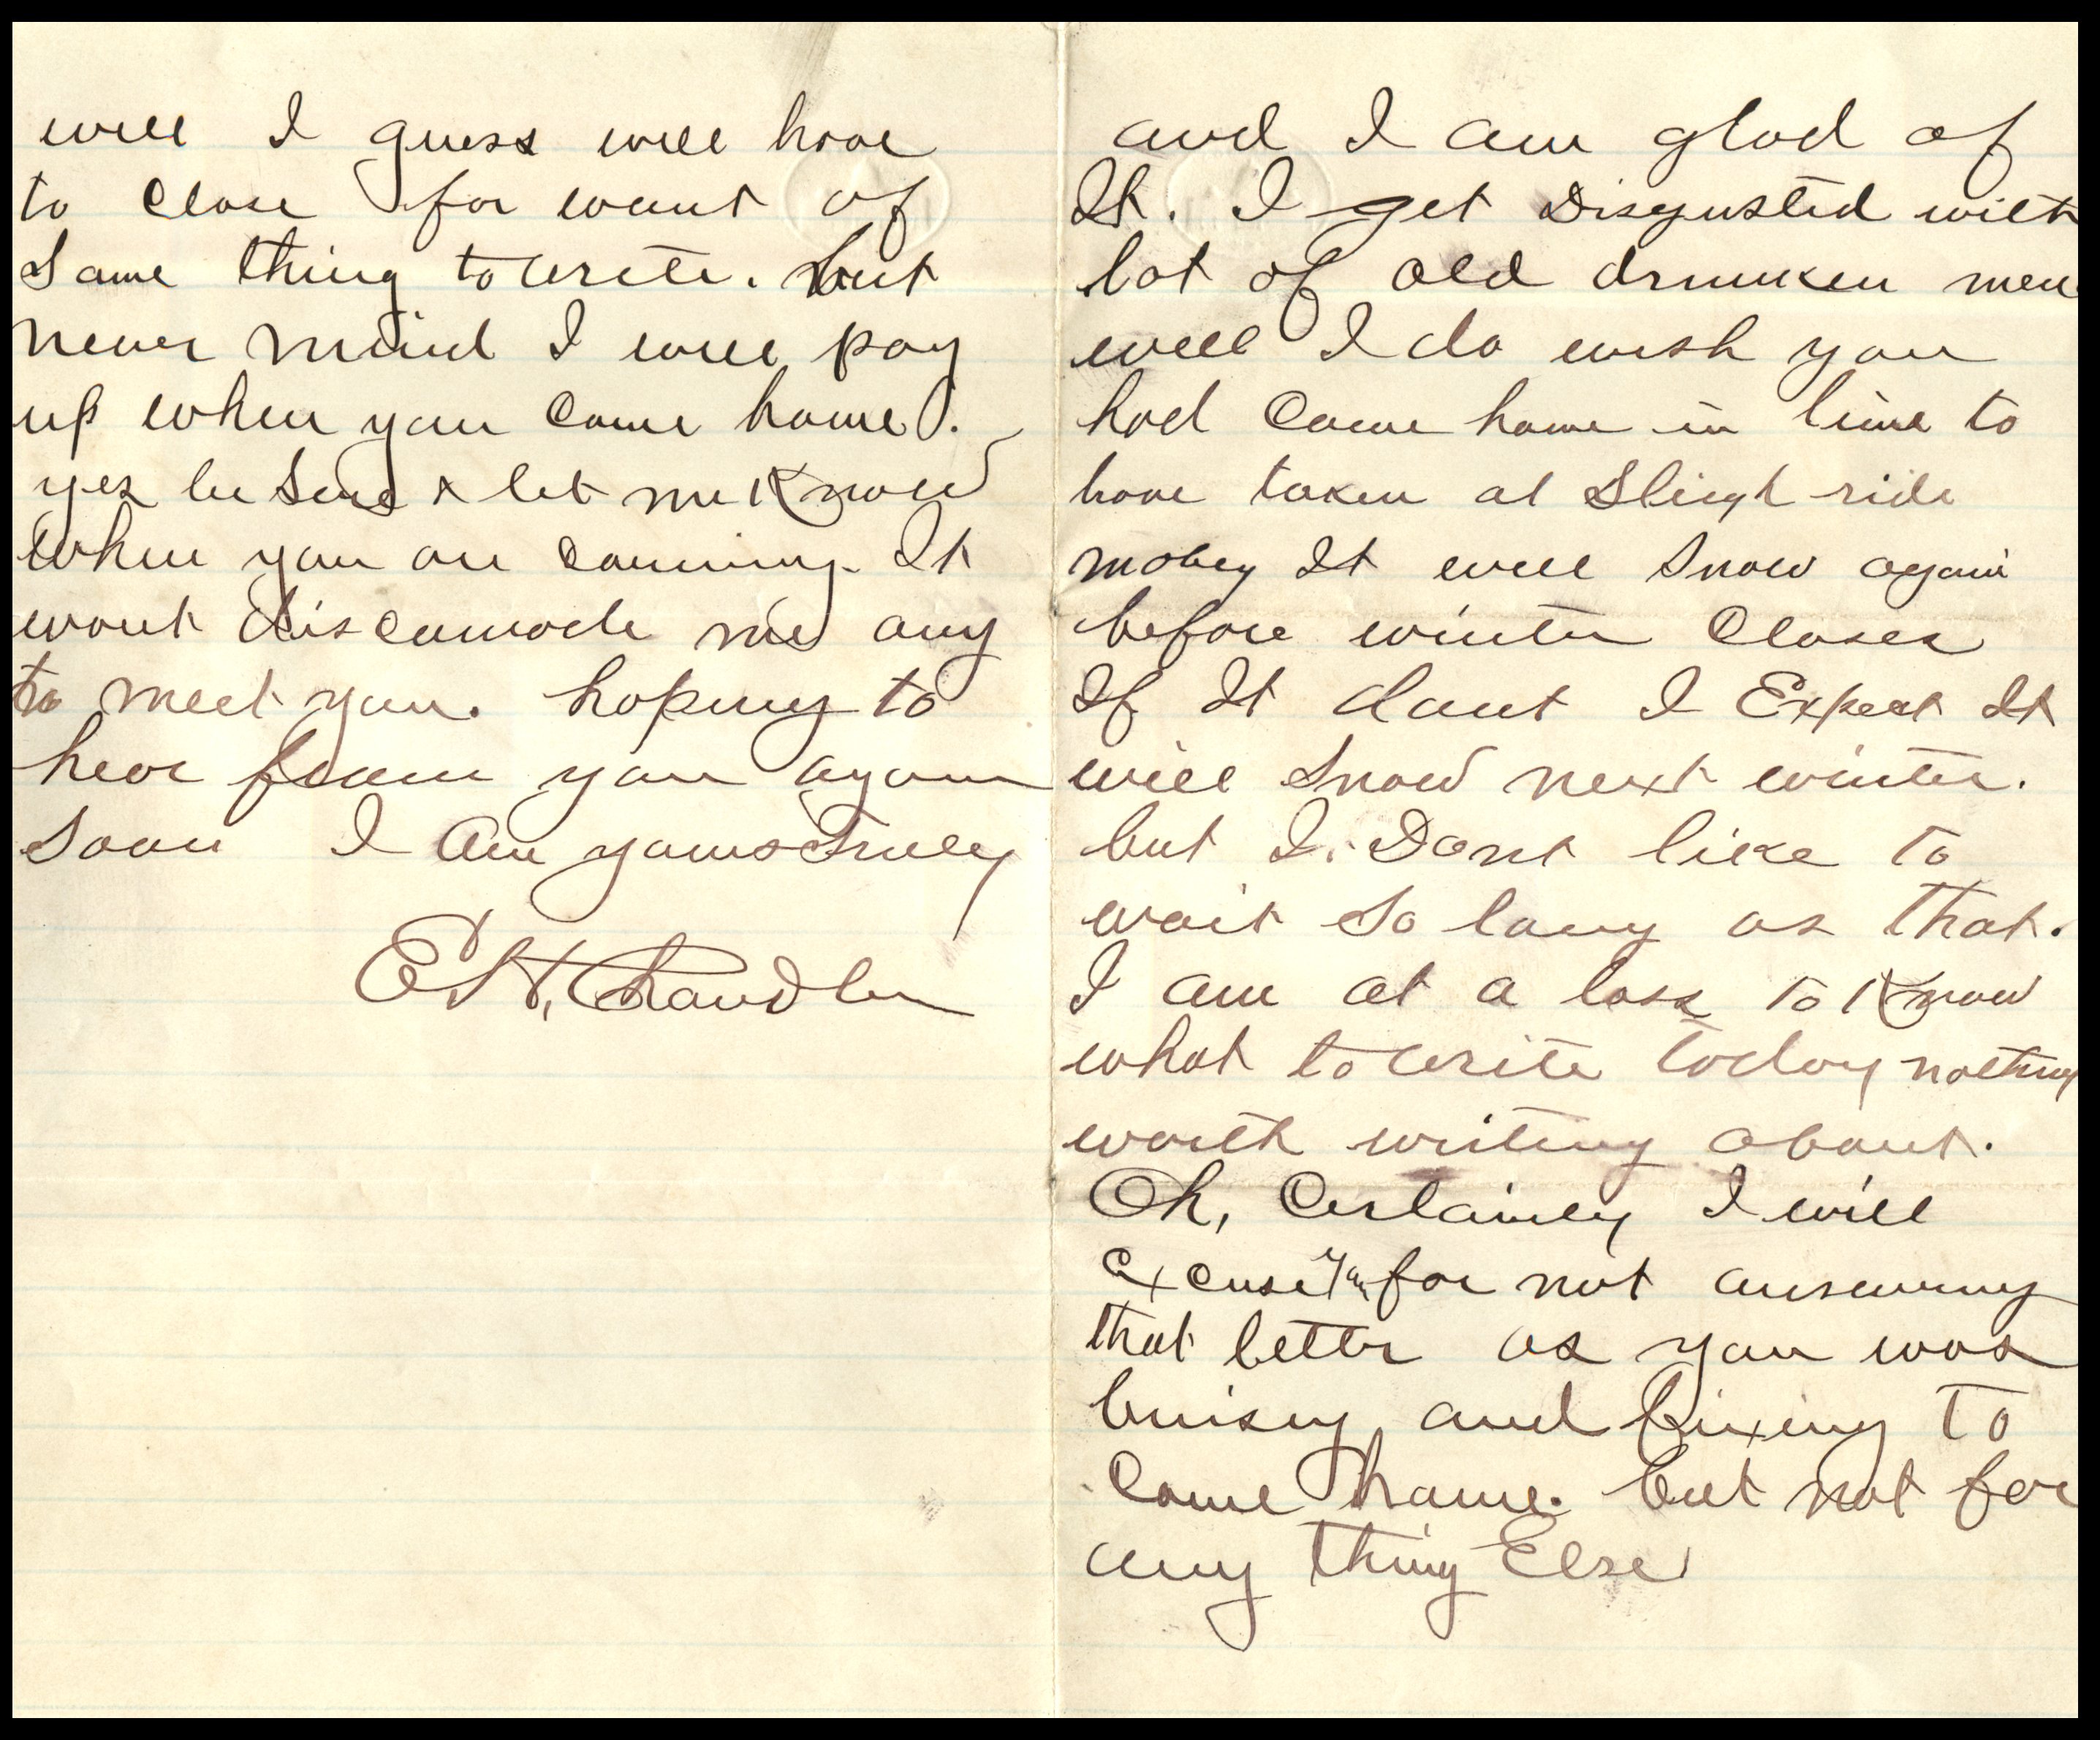 well I guess will have
to Close for want of
Some thing to write. but
never mind I will pay
up when you come home.
yes be Sure & let me Know
when you are comming. It
wont discomode me any
to meet you. hoping to
hear from you again
Soon I Am yours Truly
E H. Chandler
and I am glad of
It. I get Disgusted with
lot of old drunken men
well I do wish you
had Come home in time to
have taken at Sleigh ride
mabey It will Snow again
before winter Closes
If It dont I Expect It
will Snow next winter.
but I. Dont like to
wait So long as that.
I am at a loss to Know
what to write today nothing
worth writing about.
Oh, Certainley I will
excuse you for not answering
that letter as you was
buisy and fixing to
Come home. but not for
any thing Else